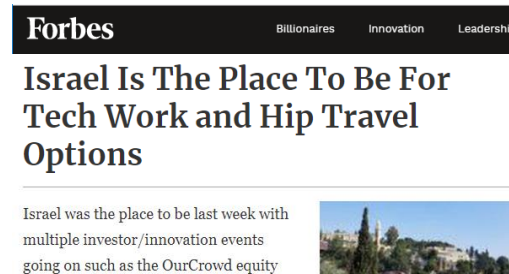 Forbes
Billionaires Innovation Leadershi
Israel Is The Place To Be For
Tech Work and Hip Travel
Options
Israel was the place to be last week with
multiple investor/innovation events
going on such as the OurCrowd equity